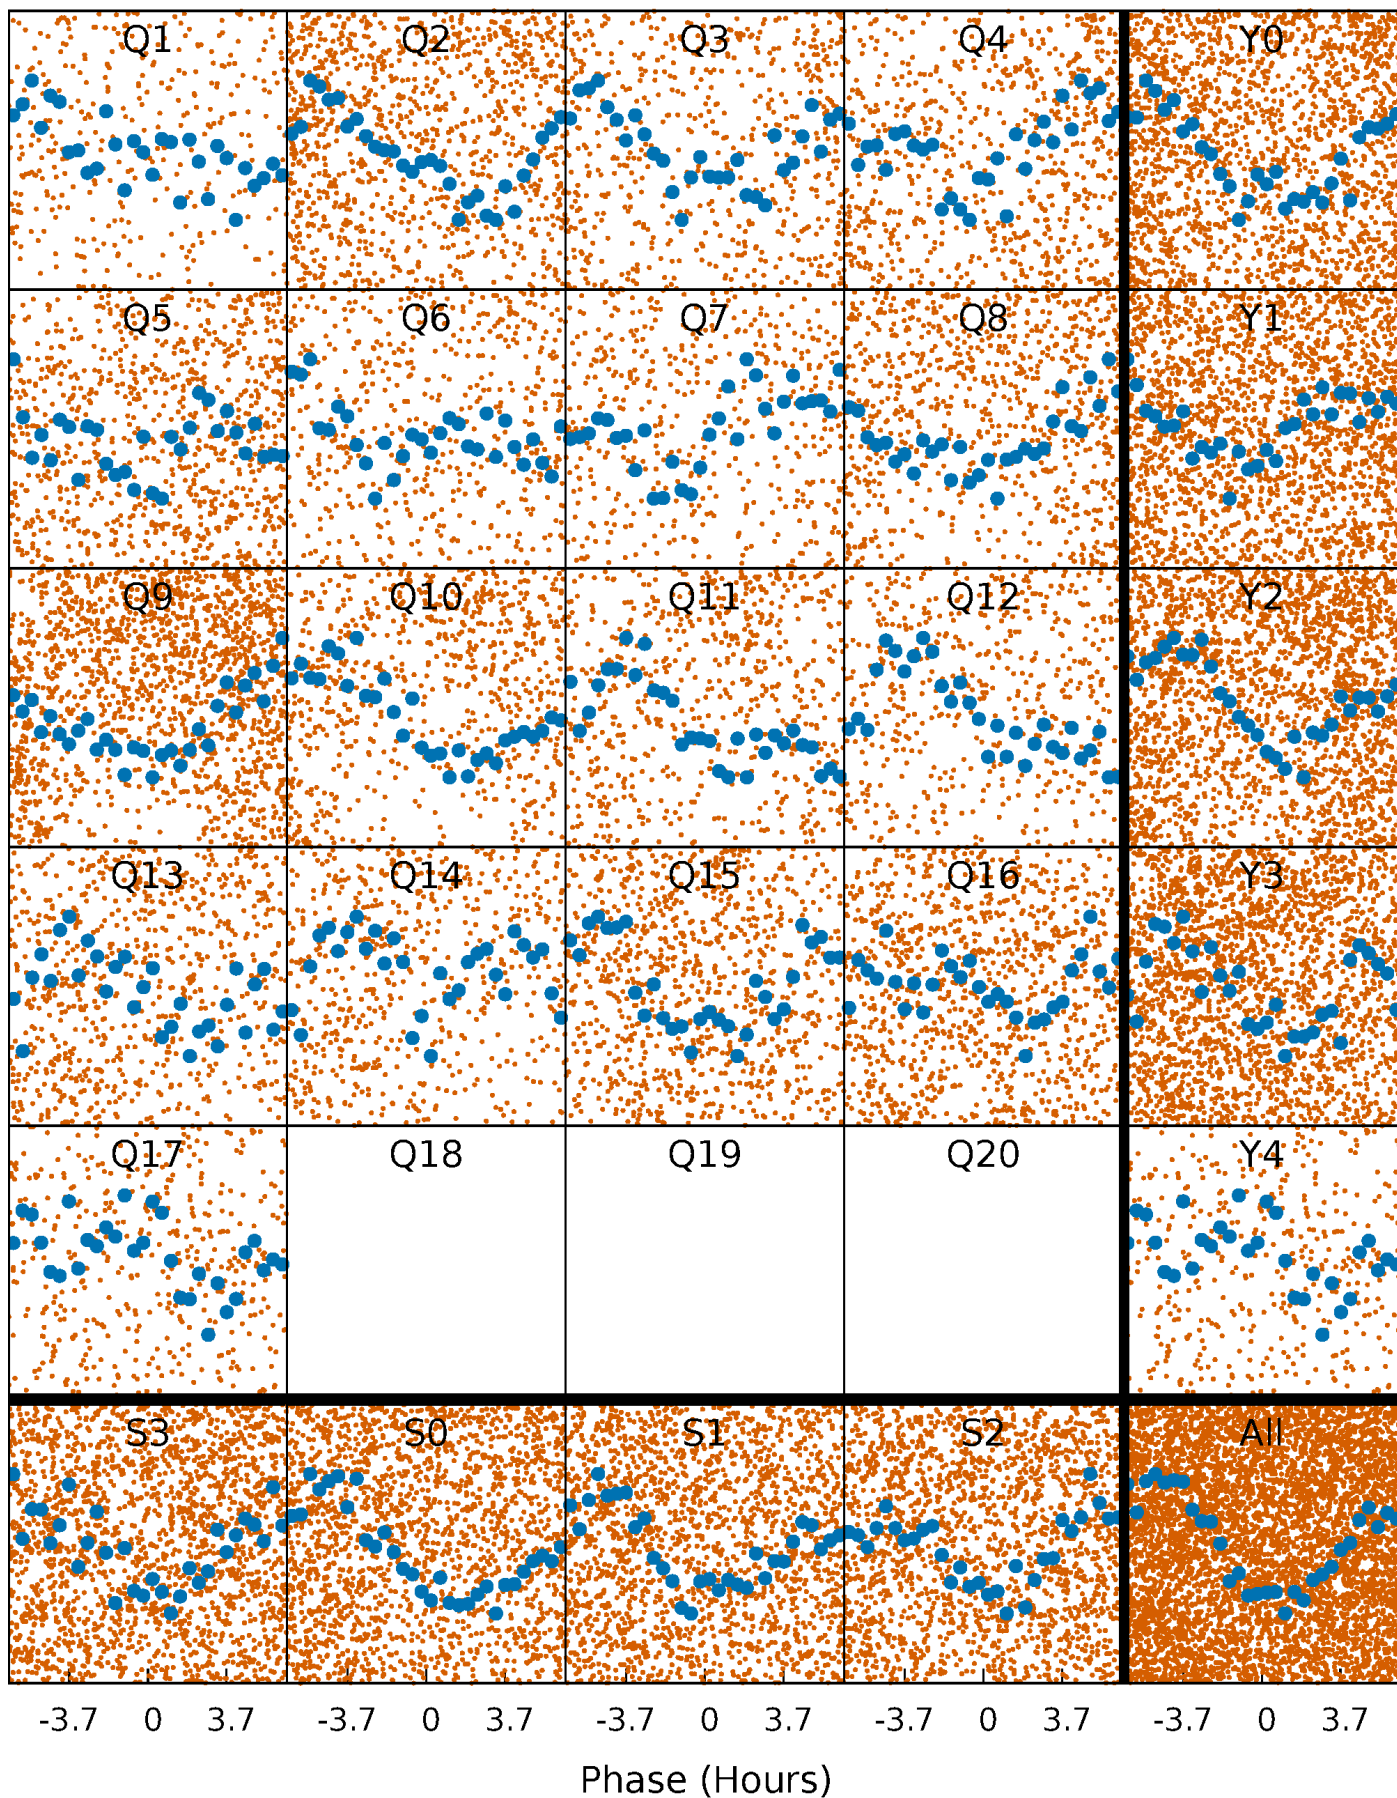 Q1 Q2 Q3 Q4 Y0
Q5 Q6 Q7 Q8 Y1
Q9 Q10 Q11 Q12 Y2
Q13 Q14 Q15 Q16 Y3
Q17 Q18 Q19 Q20 Y4
S3 S0 S1 S2 All
-3.7 0 3.7 -3.7 0 3.7 -3.7 0 3.7 -3.7 0 3.7 -3.7 0 3.7
Phase (Hours)